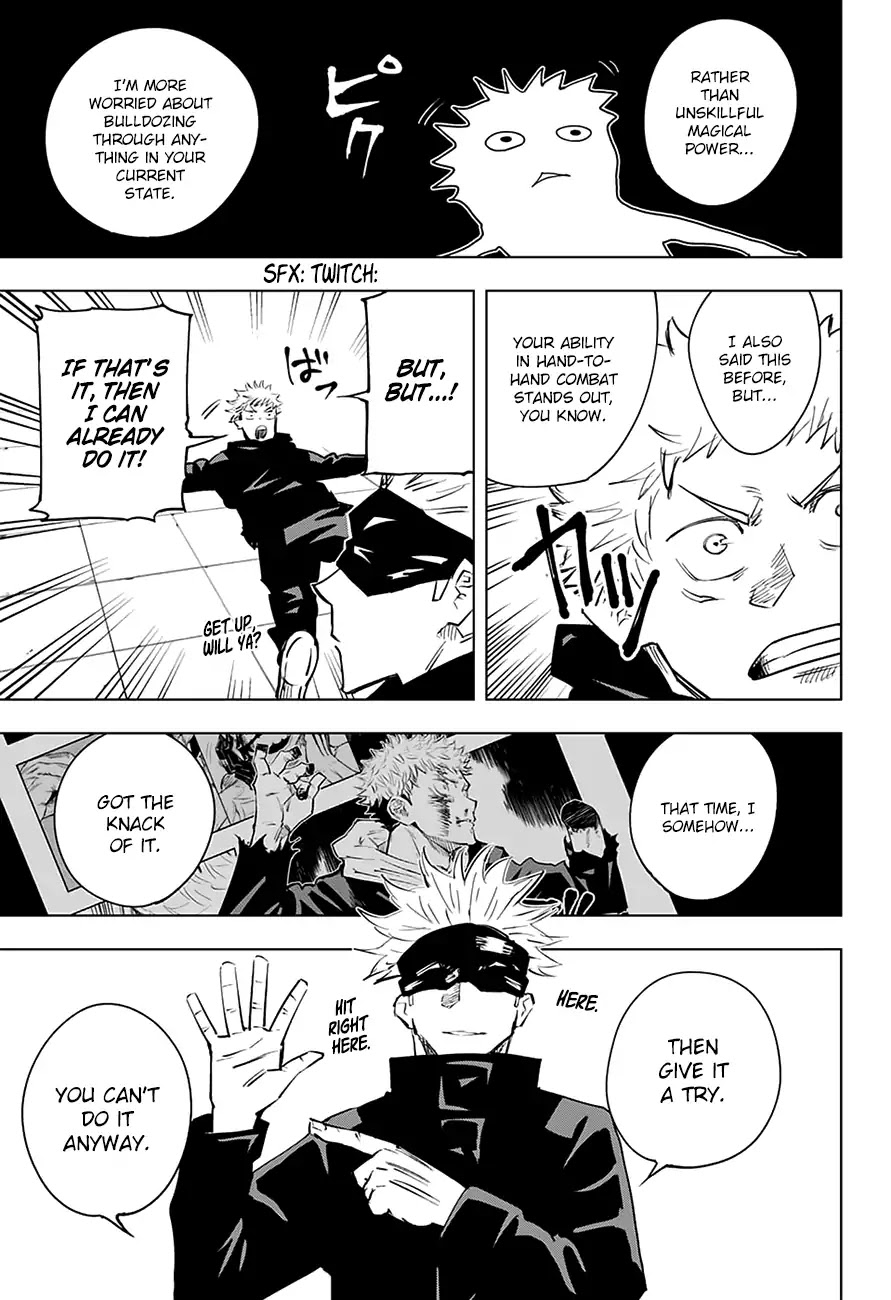 RATHER
THAN
UNSKILLFUL
MAGICAL
POWER...
ピク
I'M MORE
WORRIED ABOUT
BULLDOZING
THROUGH ANY-
THING IN YOUR
CURRENT
STATE.
SFX: TWITCH:
I ALSO
SAID THIS
BEFORE,
BUT...
YOUR ABILITY
IN HAND-TO-
HAND COMBAT
STANDS OUT,
YOU KNOW.
ガガーン
BUT,
BUT...!
ばっ
IF THAT'S
IT, THEN
I CAN
ALREADY
DO IT!
GET UP,
WILL YA?
THAT TIME, I
SOMEHOW...
GOT THE
KNACK
OF IT.
THEN
GIVE IT
A TRY.
HERE.
HIT
RIGHT
HERE.
YOU CAN'T
DO IT
ANYWAY.